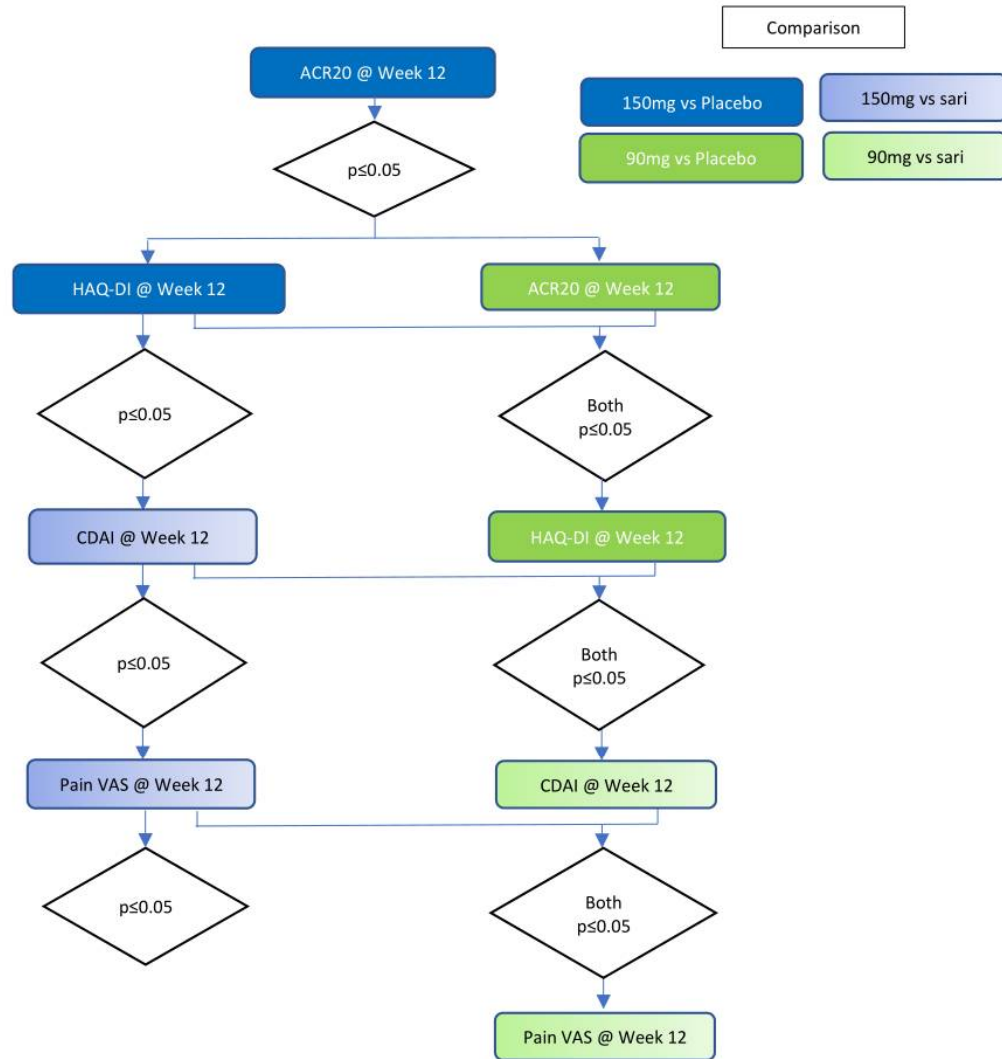 Comparison
ACR20 @ Week 12
150mg vs Placebo
150mg vs sari
90mg vs Placebo
90mg vs sari
p≤0.05
HAQ-DI @ Week 12
ACR20 @ Week 12
p≤0.05
Both
p≤0.05
CDAI @ Week 12
HAQ-DI @ Week 12
p≤0.05
Both
p≤0.05
Pain VAS @ Week 12
CDAI @ Week 12
p≤0.05
Both
p≤0.05
Pain VAS @ Week 12